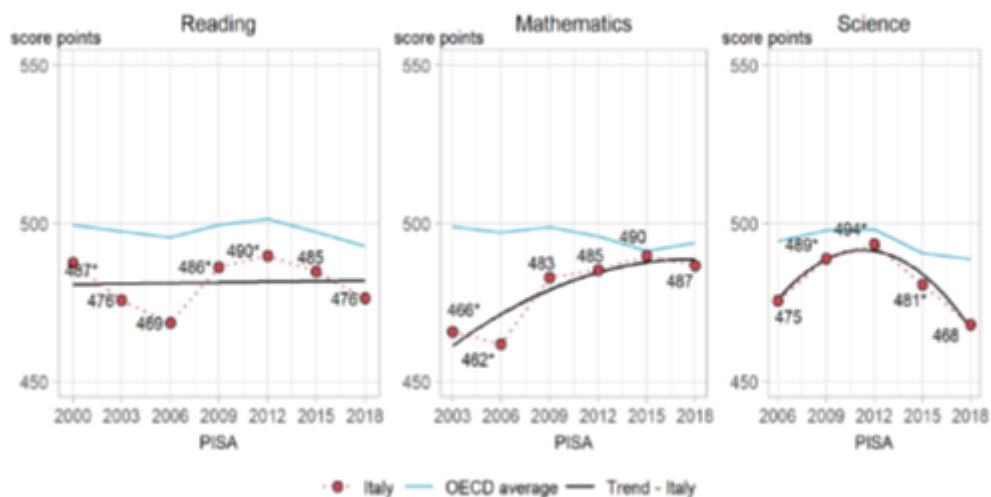 Reading
score points
550
500
450
487*
476
469
486*
490*
485
476
2000 2003 2006 2009 2012 2015 2018
PISA
Mathematics
score points
550
500
450
466*
462*
483
485
490
487
2003 2006 2009 2012 2015 2018
PISA
Science
score points
550
500
450
475
489*
494*
481*
468
2006 2009 2012 2015 2018
PISA
Italy OECD average Trend - Italy